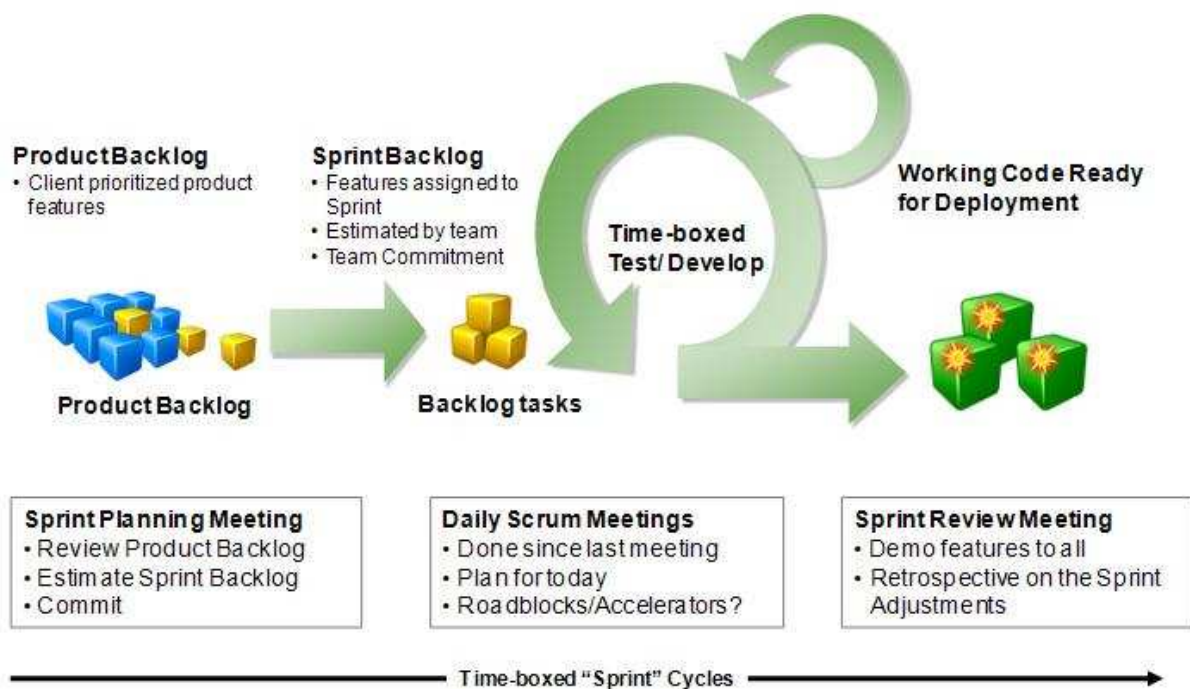 Product Backlog
• Client prioritized product
features
Sprint Backlog
• Features assigned to
Sprint
• Estimated by team
• Team Commitment
Time-boxed
Test/ Develop
Working Code Ready
for Deployment
Product Backlog
Backlog tasks
Sprint Planning Meeting
• Review Product Backlog
• Estimate Sprint Backlog
• Commit
Daily Scrum Meetings
• Done since last meeting
• Plan for today
• Roadblocks/Accelerators?
Sprint Review Meeting
• Demo features to all
• Retrospective on the Sprint
Adjustments
Time-boxed “Sprint” Cycles